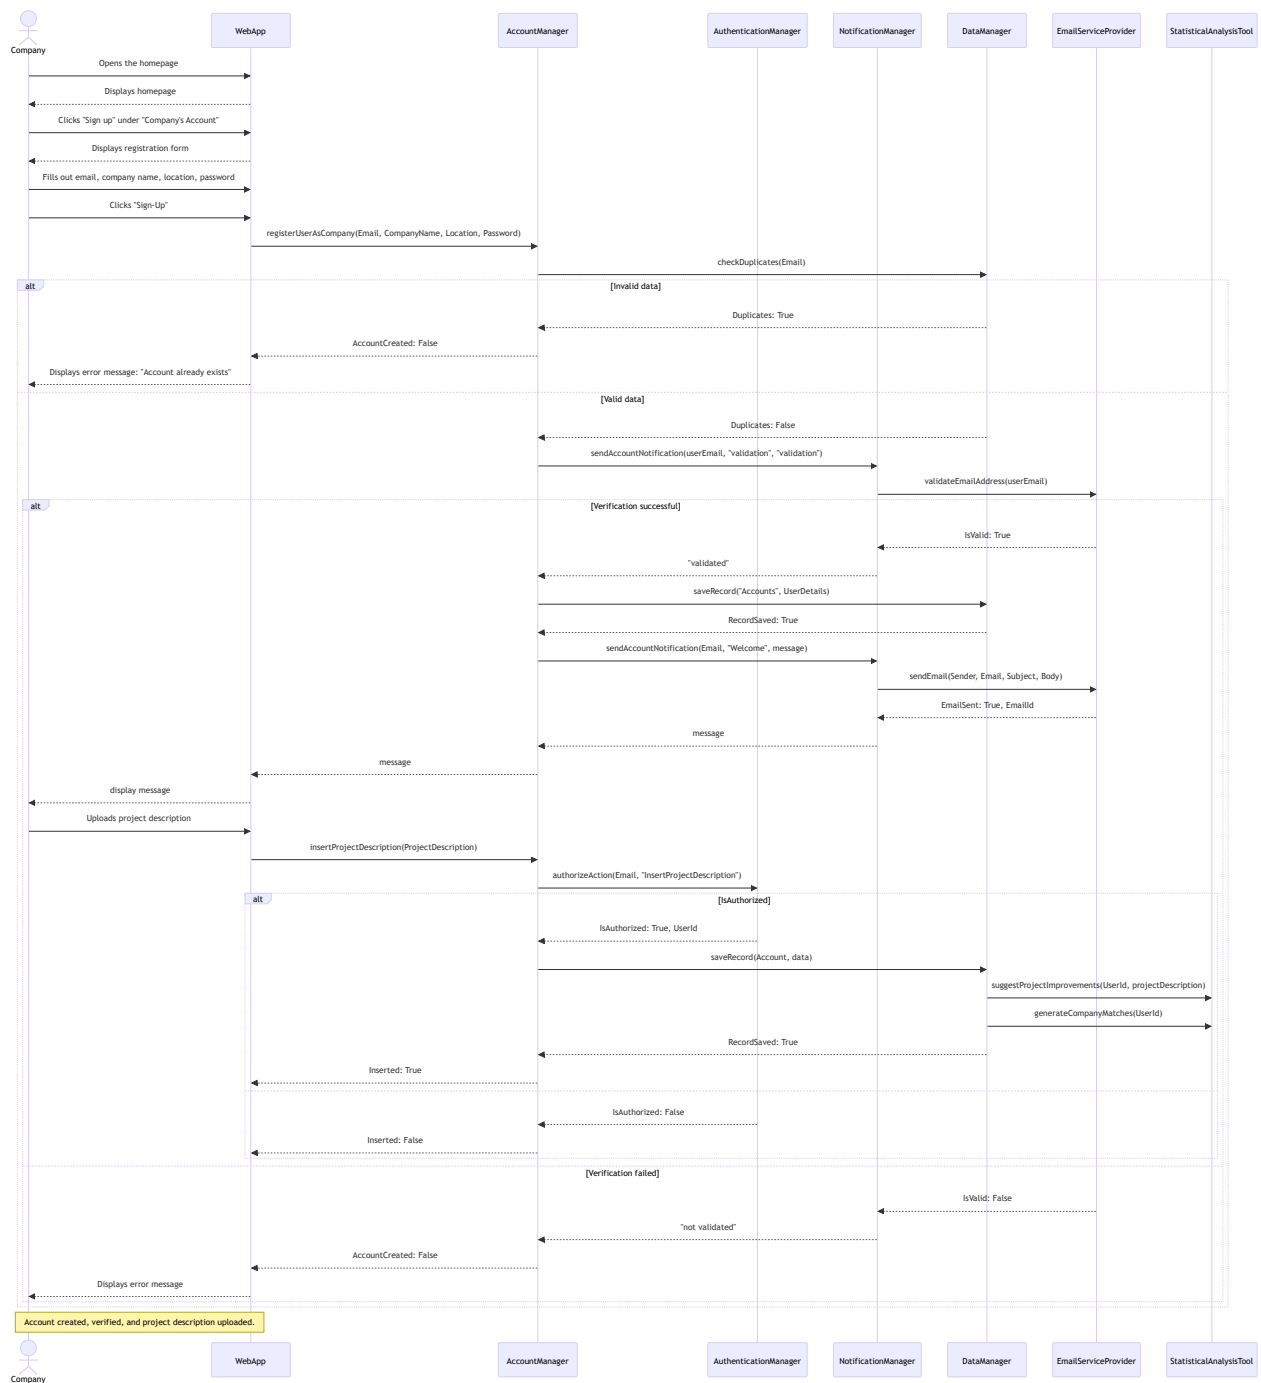 Company
WebApp
AccountManager
AuthenticationManager
NotificationManager
DataManager
EmailServiceProvider
StatisticalAnalysisTool
Opens the homepage
Displays homepage
Clicks "Sign up" under "Company's Account"
Displays registration form
Fills out email, company name, location, password
Clicks "Sign-Up"
registerUserAsCompany(Email, CompanyName, Location, Password)
checkDuplicates(Email)
alt
[Invalid data]
Duplicates: True
AccountCreated: False
Displays error message: "Account already exists"
[Valid data]
Duplicates: False
sendAccountNotification(userEmail, "validation", "validation")
validateEmailAddress(userEmail)
alt
[Verification successful]
IsValid: True
"validated"
saveRecord("Accounts", UserDetails)
RecordSaved: True
sendAccountNotification(Email, "Welcome", message)
sendEmail(Sender, Email, Subject, Body)
EmailSent: True, EmailId
message
message
display message
Uploads project description
insertProjectDescription(ProjectDescription)
authorizeAction(Email, "InsertProjectDescription")
alt
[IsAuthorized]
IsAuthorized: True, UserId
saveRecord(Account, data)
suggestProjectImprovements(UserId, projectDescription)
generateCompanyMatches(UserId)
RecordSaved: True
Inserted: True
IsAuthorized: False
Inserted: False
[Verification failed]
IsValid: False
"not validated"
AccountCreated: False
Displays error message
Account created, verified, and project description uploaded.
Company
WebApp
AccountManager
AuthenticationManager
NotificationManager
DataManager
EmailServiceProvider
StatisticalAnalysisTool